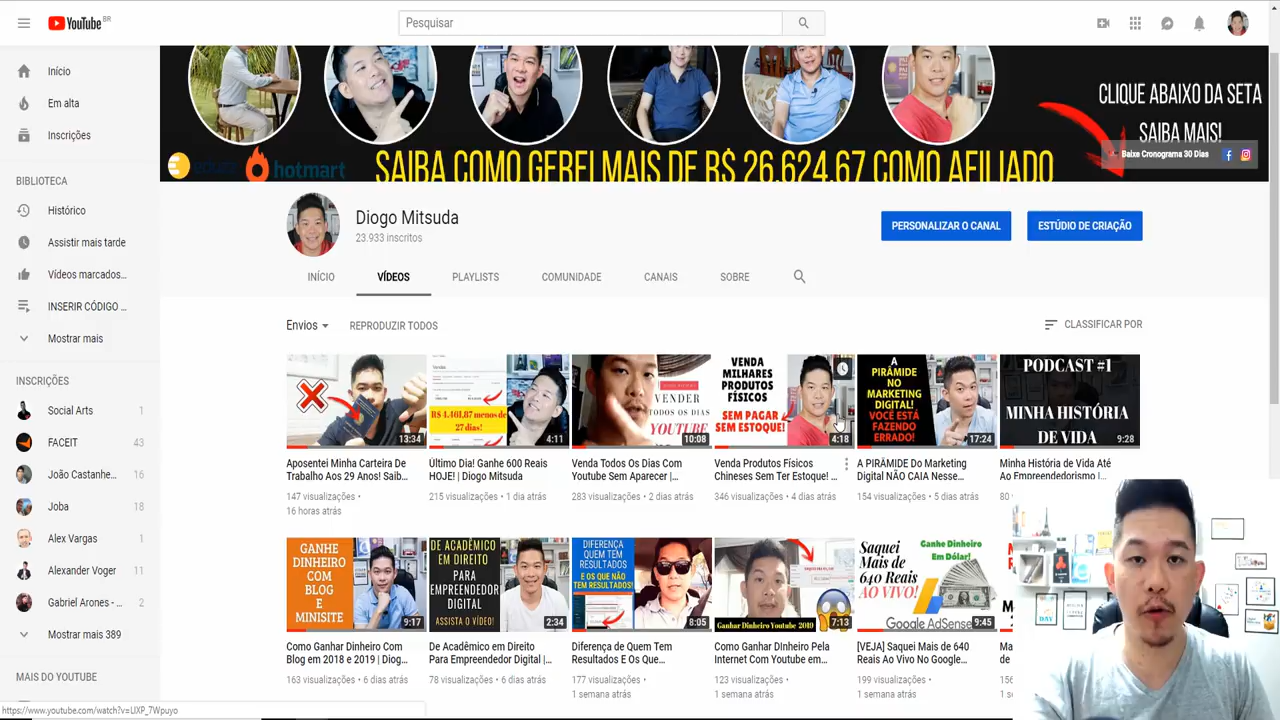 YouTube BR
Pesquisar
Início
Em alta
Inscrições
BIBLIOTECA
Histórico
Assistir mais tarde
Vídeos marcados...
INSERIR CÓDIGO ...
Mostrar mais
INSCRIÇÕES
Social Arts 1
FACEIT 43
João Castanhe... 16
Joba 18
Alex Vargas 1
Alexander Voger 11
Gabriel Arones - ... 2
Mostrar mais 389
MAIS DO YOUTUBE
https://www.youtube.com/watch?v=LIXP_7Wpuyo
CLIQUE ABAIXO DA SETA
SAIBA MAIS!
Baixe Cronograma 30 Dias
hotmart
SAIBA COMO GEREI MAIS DE R$ 26.624,67 COMO AFILIADO
Diogo Mitsuda
23.933 inscritos
PERSONALIZAR O CANAL
ESTÚDIO DE CRIAÇÃO
INÍCIO
VÍDEOS
PLAYLISTS
COMUNIDADE
CANAIS
SOBRE
Envios
REPRODUZIR TODOS
CLASSIFICAR POR
13:34
Aposentei Minha Carteira De
Trabalho Aos 29 Anos! Saib...
147 visualizações •
16 horas atrás
R$ 4.401,87 menos de
27 dias!
4:11
Último Dia! Ganhe 600 Reais
HOJE! | Diogo Mitsuda
215 visualizações • 1 dia atrás
VENDER
TODOS OS DIAS
YOUTUBE
10:08
Venda Todos Os Dias Com
Youtube Sem Aparecer |...
283 visualizações • 2 dias atrás
VENDA
MILHARES
PRODUTOS
FÍSICOS
SEM PAGAR
SEM ESTOQUE!
4:18
Venda Produtos Físicos
Chineses Sem Ter Estoque! ...
346 visualizações • 4 dias atrás
A PIRÂMIDE
NO
MARKETING
DIGITAL!
VOCÊ ESTÁ
FAZENDO
ERRADO!
17:24
A PIRÂMIDE Do Marketing
Digital NÃO CAIA Nesse...
154 visualizações • 5 dias atrás
PODCAST #1
MINHA HISTÓRIA
DE VIDA
9:28
Minha História de Vida Até
Ao Empreendedorismo |...
80
GANHE
DINHEIRO
COM
BLOG
E
MINISITE
9:17
Como Ganhar Dinheiro Com
Blog em 2018 e 2019 | Diog...
163 visualizações • 6 dias atrás
DE ACADÊMICO
EM DIREITO
PARA
EMPREENDEDOR
DIGITAL
ASSISTA O VÍDEO!
2:34
De Acadêmico em Direito
Para Empreendedor Digital |...
78 visualizações • 6 dias atrás
DIFERENÇA
QUEM TEM
RESULTADOS
E OS QUE NÃO
TEM RESULTADOS!
8:05
Diferença de Quem Tem
Resultados E Os Que...
177 visualizações •
1 semana atrás
Ganhar Dinheiro Youtube 2019
7:13
Como Ganhar DInheiro Pela
Internet Com Youtube em...
123 visualizações •
1 semana atrás
Saquei
Mais de
640 Reais
AO VIVO!
Ganhe Dinheiro
Em Dólar!
Google AdSense
9:45
[VEJA] Saquei Mais de 640
Reais Ao Vivo No Google...
199 visualizações •
1 semana atrás